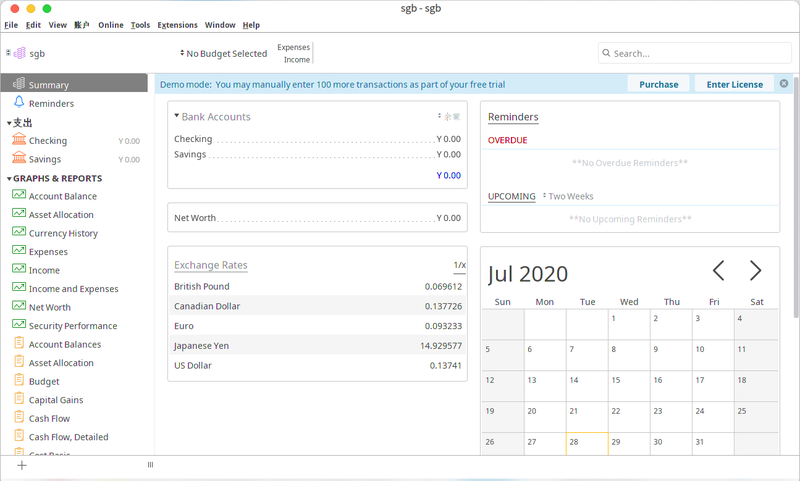 sgb - sgb
File Edit View 账户 Online Tools Extensions Window Help
sgb
No Budget Selected
Expenses
Income
Search...
Summary
Reminders
支出
Checking Y 0.00
Savings Y 0.00
GRAPHS & REPORTS
Account Balance
Asset Allocation
Currency History
Expenses
Income
Income and Expenses
Net Worth
Security Performance
Account Balances
Asset Allocation
Budget
Capital Gains
Cash Flow
Cash Flow, Detailed
Cost Basis
Demo mode: You may manually enter 100 more transactions as part of your free trial
Purchase
Enter License
Bank Accounts 余额
Checking Y 0.00
Savings Y 0.00
Y 0.00
Net Worth Y 0.00
Exchange Rates 1/x
British Pound 0.069612
Canadian Dollar 0.137726
Euro 0.093233
Japanese Yen 14.929577
US Dollar 0.13741
Reminders
OVERDUE
**No Overdue Reminders**
UPCOMING Two Weeks
**No Upcoming Reminders**
Jul 2020
Sun Mon Tue Wed Thu Fri Sat
1 2 3 4
5 6 7 8 9 10 11
12 13 14 15 16 17 18
19 20 21 22 23 24 25
26 27 28 29 30 31